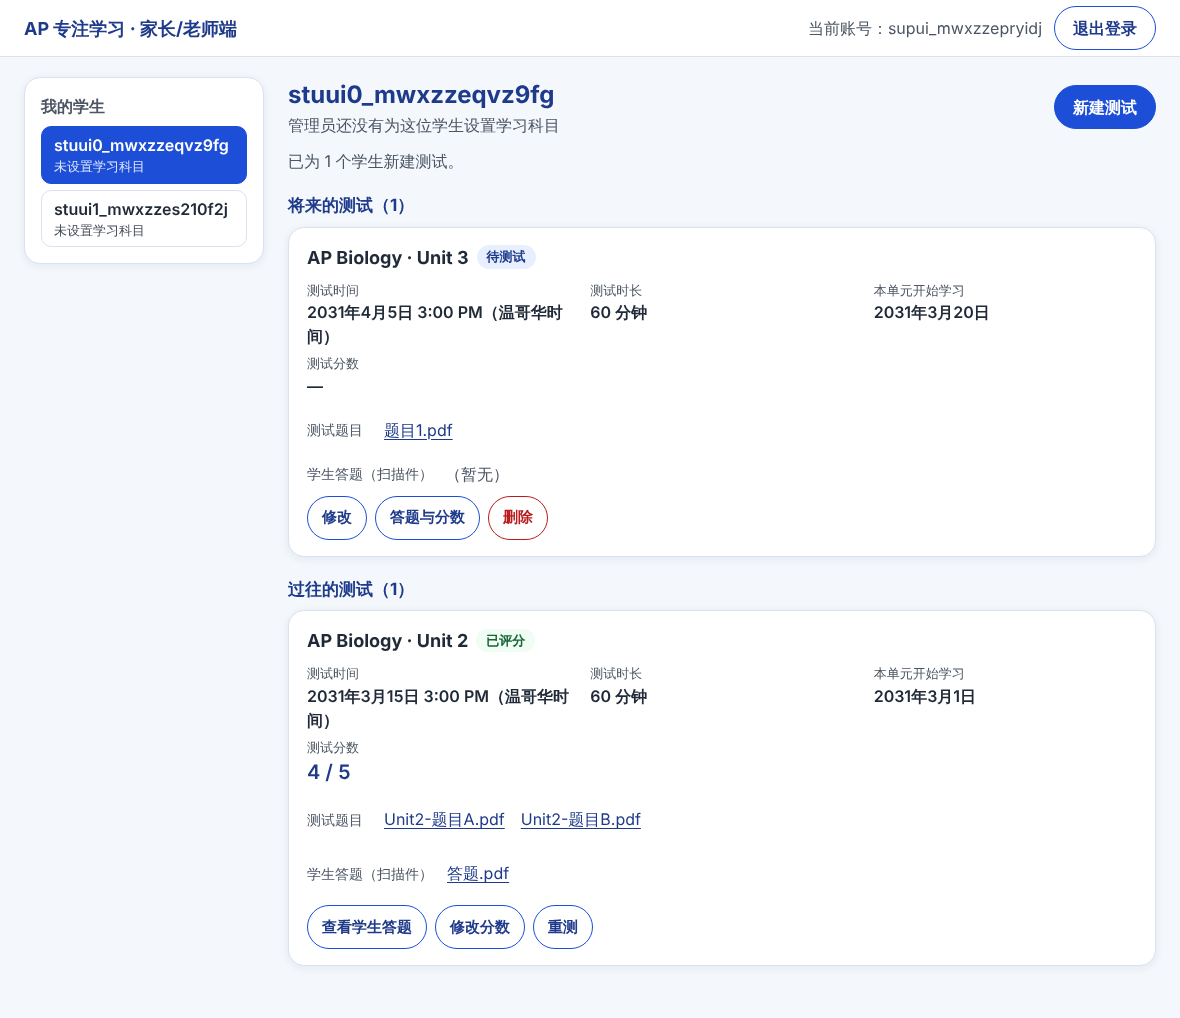 AP 专注学习 · 家长/老师端
当前账号：supui_mwxzzepryidj
退出登录
我的学生
stuui0_mwxzzeqvz9fg
未设置学习科目
stuui1_mwxzzes210f2j
未设置学习科目
stuui0_mwxzzeqvz9fg
管理员还没有为这位学生设置学习科目
新建测试
已为 1 个学生新建测试。
将来的测试（1）
AP Biology · Unit 3
待测试
测试时间
2031年4月5日 3:00 PM（温哥华时
间）
测试时长
60 分钟
本单元开始学习
2031年3月20日
测试分数
—
测试题目
题目1.pdf
学生答题（扫描件）
（暂无）
修改
答题与分数
删除
过往的测试（1）
AP Biology · Unit 2
已评分
测试时间
2031年3月15日 3:00 PM（温哥华时
间）
测试时长
60 分钟
本单元开始学习
2031年3月1日
测试分数
4 / 5
测试题目
Unit2-题目A.pdf
Unit2-题目B.pdf
学生答题（扫描件）
答题.pdf
查看学生答题
修改分数
重测